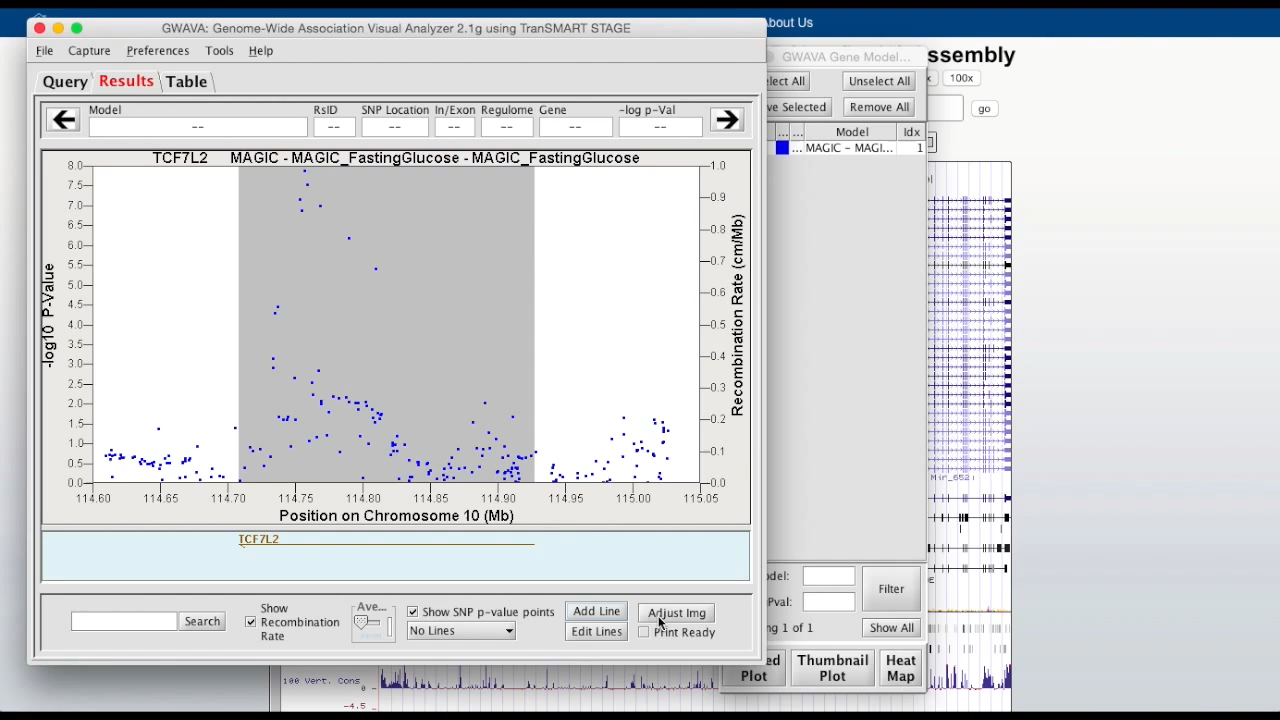 About Us
GWAVA: Genome-Wide Association Visual Analyzer 2.1g using TranSMART STAGE
File Capture Preferences Tools Help
GWAVA Gene Model...
ssembly
Query Results Table
lect All Unselect All
x 100x
ve Selected Remove All
go
Model RsID SNP Location In/Exon Regulome Gene -log p-Val
-- -- -- -- -- -- --
... ... Model Idx
... MAGIC - MAGI... 1
TCF7L2 MAGIC - MAGIC_FastingGlucose - MAGIC_FastingGlucose
8.0
7.5
7.0
6.5
6.0
5.5
5.0
4.5
4.0
3.5
3.0
2.5
2.0
1.5
1.0
0.5
0.0
-log10 P-Value
1.0
0.9
0.8
0.7
0.6
0.5
0.4
0.3
0.2
0.1
0.0
Recombination Rate (cm/Mb)
114.60 114.65 114.70 114.75 114.80 114.85 114.90 114.95 115.00 115.05
Position on Chromosome 10 (Mb)
TCF7L2
odel:
Pval:
Filter
ng 1 of 1 Show All
Search
Show
Recombination
Rate
Ave...
Show SNP p-value points
No Lines
Add Line
Edit Lines
Adjust Img
Print Ready
ed
Plot
Thumbnail
Plot
Heat
Map
100 Vert. Cons
0 -
-4.5 -